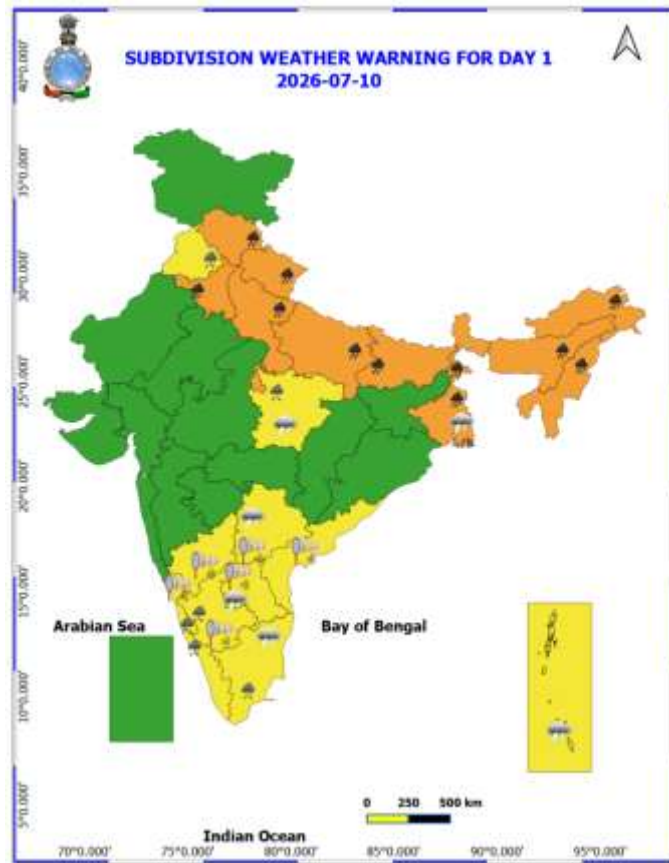 SUBDIVISION WEATHER WARNING FOR DAY 1
2026-07-10
40°0.000'
35°0.000'
30°0.000'
25°0.000'
20°0.000'
15°0.000'
10°0.000'
5°0.000'
Arabian Sea
Bay of Bengal
0 250 500 km
Indian Ocean
70°0.000' 75°0.000' 80°0.000' 85°0.000' 90°0.000' 95°0.000'